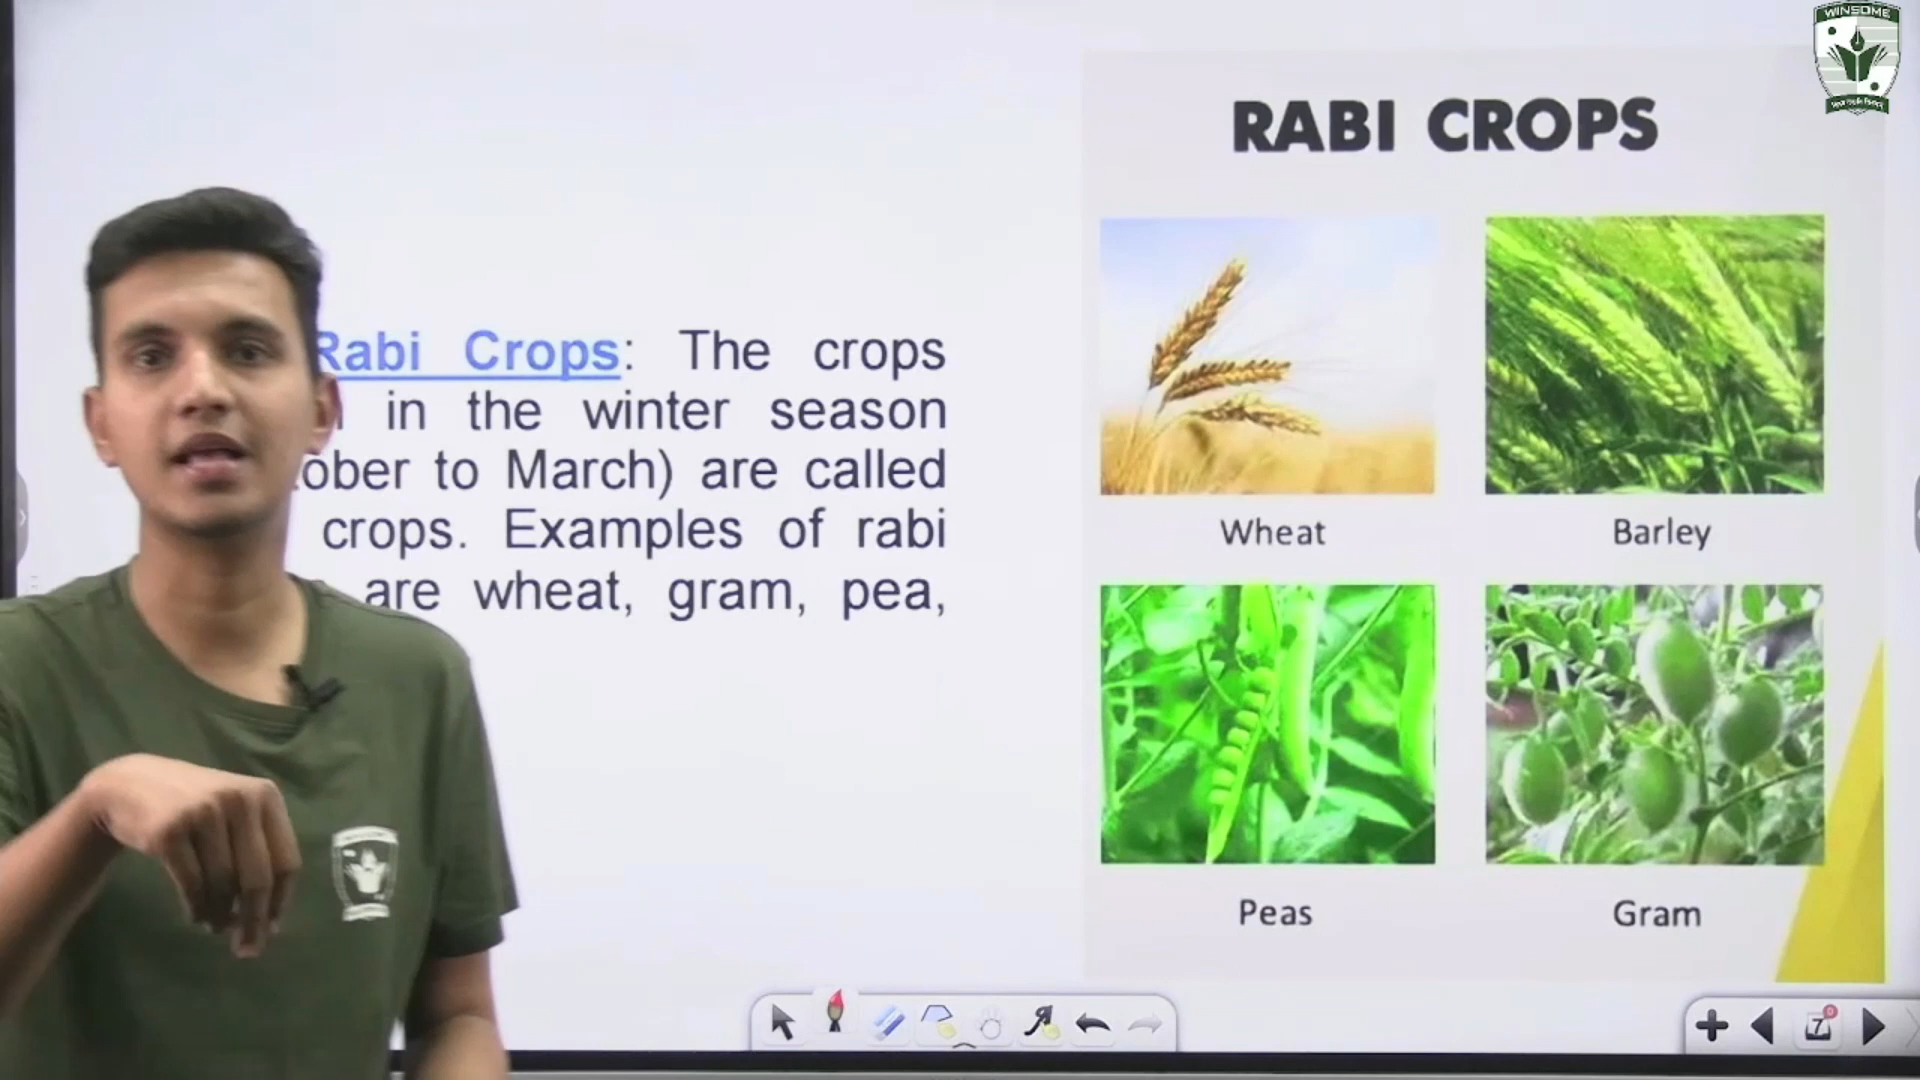 WINSOME
RABI CROPS
Rabi Crops: The crops
in the winter season
ober to March) are called
crops. Examples of rabi
are wheat, gram, pea,
Wheat
Barley
Peas
Gram
7